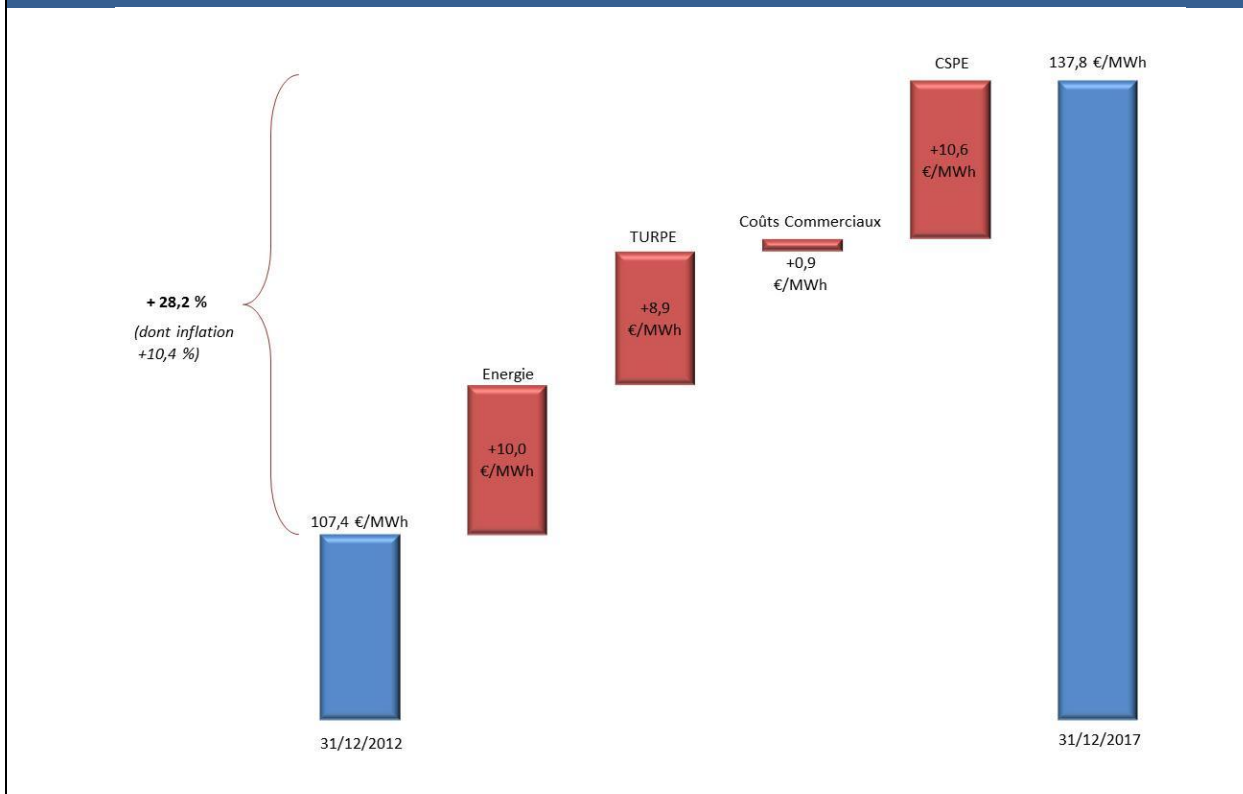 CSPE
137,8 €/MWh
+10,6
€/MWh
Coûts Commerciaux
TURPE
+0,9
€/MWh
+8,9
€/MWh
+ 28,2 %
(dont inflation
+10,4 %)
Energie
+10,0
€/MWh
107,4 €/MWh
31/12/2012
31/12/2017